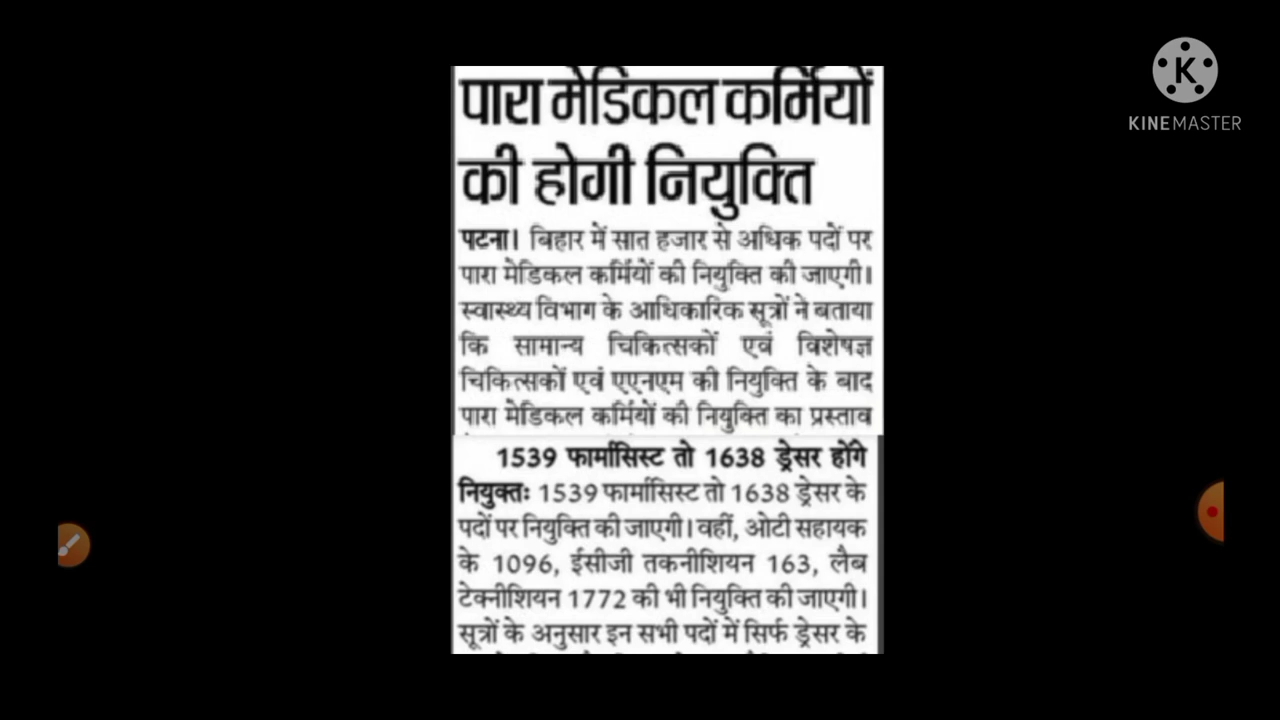 पारा मेडिकल कर्मियों
की होगी नियुक्ति
पटना। बिहार में सात हजार से अधिक पदों पर
पारा मेडिकल कर्मियों की नियुक्ति की जाएगी।
स्वास्थ्य विभाग के आधिकारिक सूत्रों ने बताया
कि सामान्य चिकित्सकों एवं विशेषज्ञ
चिकित्सकों एवं एएनएम की नियुक्ति के बाद
पारा मेडिकल कर्मियों की नियुक्ति का प्रस्ताव
1539 फार्मासिस्ट तो 1638 ड्रेसर होंगे
नियुक्तः 1539 फार्मासिस्ट तो 1638 ड्रेसर के
पदों पर नियुक्ति की जाएगी। वहीं, ओटी सहायक
के 1096, ईसीजी तकनीशियन 163, लैब
टेक्नीशियन 1772 की भी नियुक्ति की जाएगी।
सूत्रों के अनुसार इन सभी पदों में सिर्फ ड्रेसर के
K
KINEMASTER